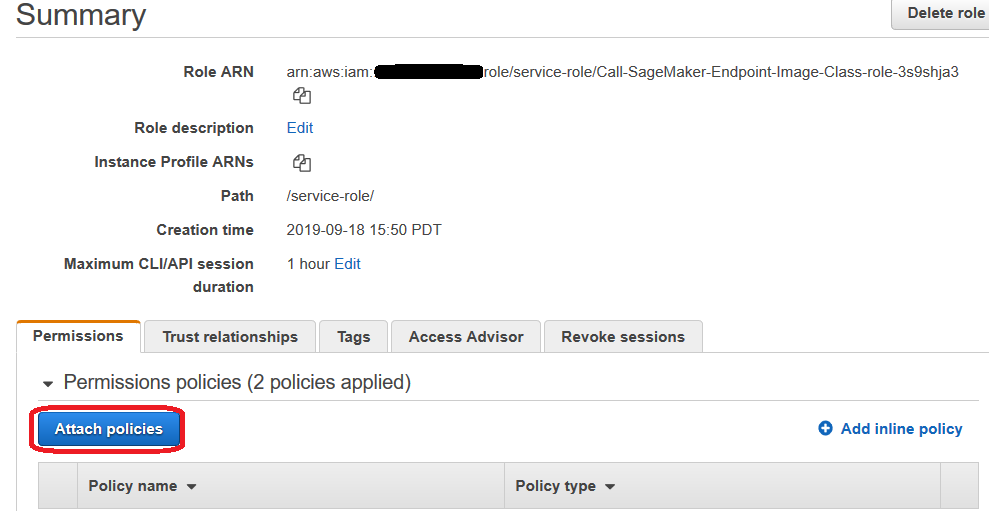 Summary
Delete role
Role ARN arn:aws:iam: role/service-role/Call-SageMaker-Endpoint-Image-Class-role-3s9shja3
Role description Edit
Instance Profile ARNs
Path /service-role/
Creation time 2019-09-18 15:50 PDT
Maximum CLI/API session duration 1 hour Edit
Permissions Trust relationships Tags Access Advisor Revoke sessions
Permissions policies (2 policies applied)
Attach policies Add inline policy
Policy name Policy type